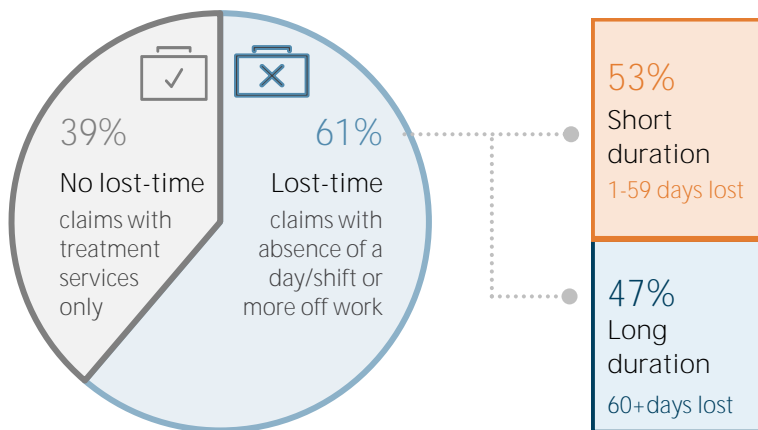 39%
No lost-time
claims with
treatment
services
only
61%
Lost-time
claims with
absence of a
day/shift or
more off work
53%
Short
duration
1-59 days lost
47%
Long
duration
60+days lost